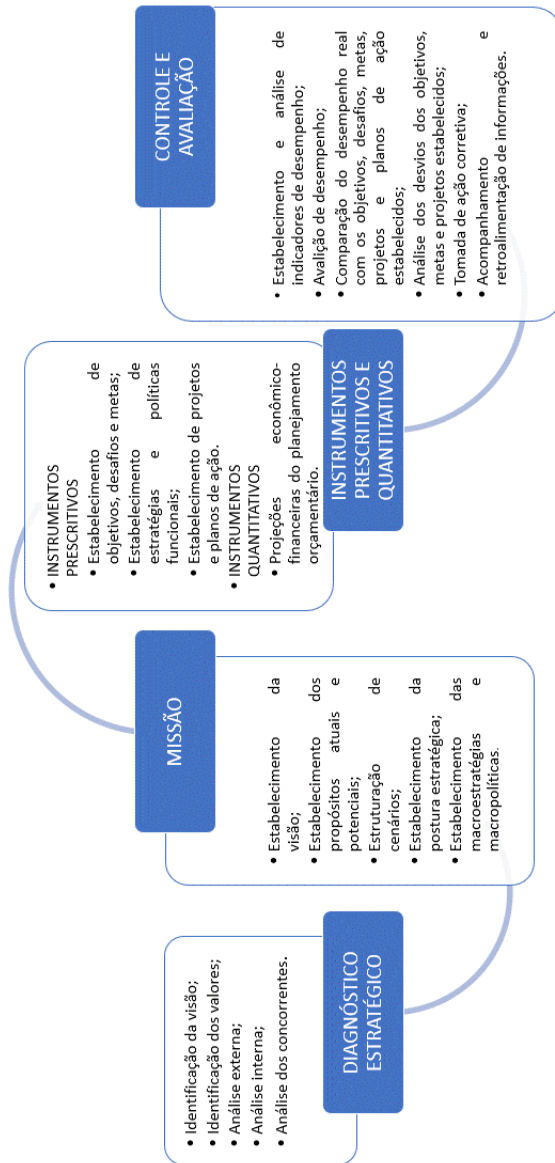 • Identificação da visão;
• Identificação dos valores;
• Análise externa;
• Análise interna;
• Análise dos concorrentes.
DIAGNÓSTICO
ESTRATÉGICO
MISSÃO
• Estabelecimento da
visão;
• Estabelecimento dos
propósitos atuais e
potenciais;
• Estruturação de
cenários;
• Estabelecimento da
postura estratégica;
• Estabelecimento das
macroestratégias e
macropolíticas.
• INSTRUMENTOS
PRESCRITIVOS
• Estabelecimento de
objetivos, desafios e metas;
• Estabelecimento de
estratégias e políticas
funcionais;
• Estabelecimento de projetos
e planos de ação.
• INSTRUMENTOS
QUANTITATIVOS
• Projeções econômico-
financeiras do planejamento
orçamentário.
INSTRUMENTOS
PRESCRITIVOS E
QUANTITATIVOS
CONTROLE E
AVALIAÇÃO
• Estabelecimento e análise de
indicadores de desempenho;
• Avalição de desempenho;
• Comparação do desempenho real
com os objetivos, desafios, metas,
projetos e planos de ação
estabelecidos;
• Análise dos desvios dos objetivos,
metas e projetos estabelecidos;
• Tomada de ação corretiva;
• Acompanhamento e
retroalimentação de informações.